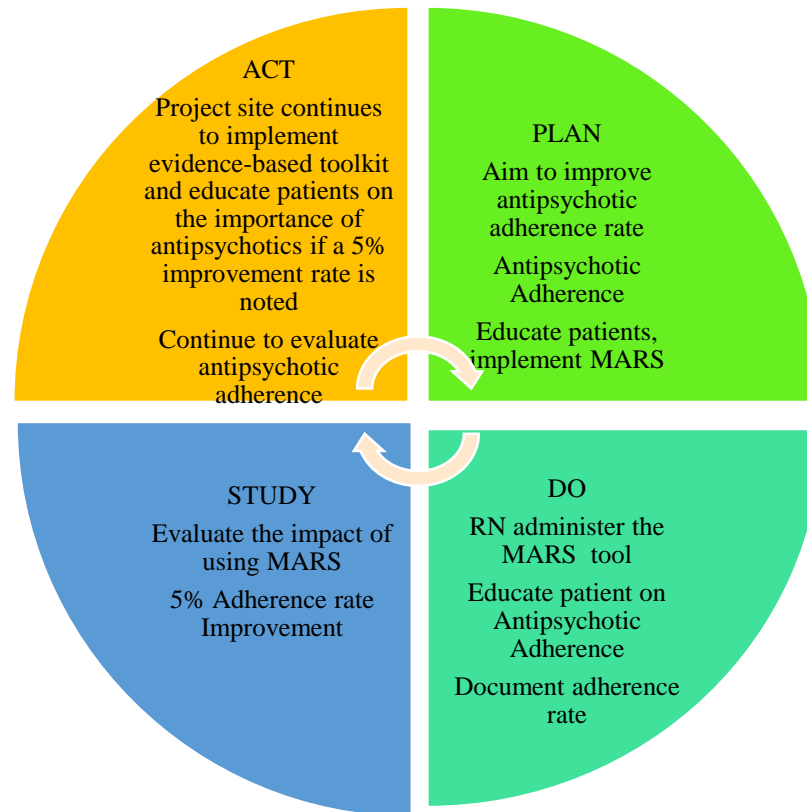 ACT
Project site continues
to implement
evidence-based toolkit
and educate patients on
the importance of
antipsychotics if a 5%
improvement rate is
noted
Continue to evaluate
antipsychotic
adherence
PLAN
Aim to improve
antipsychotic
adherence rate
Antipsychotic
Adherence
Educate patients,
implement MARS
STUDY
Evaluate the impact of
using MARS
5% Adherence rate
Improvement
DO
RN administer the
MARS tool
Educate patient on
Antipsychotic
Adherence
Document adherence
rate